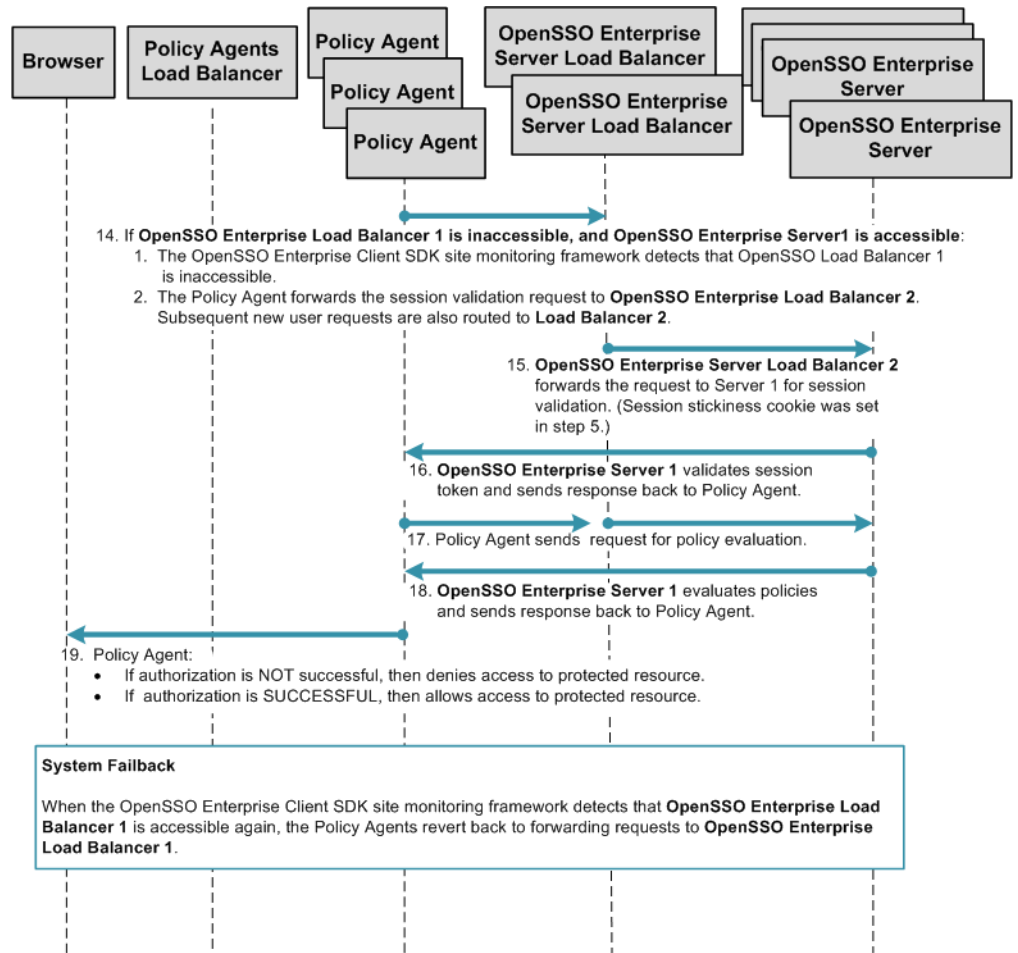 Browser
Policy Agents
Load Balancer
Policy Agent
Policy Agent
Policy Agent
OpenSSO Enterprise
Server Load Balancer
OpenSSO Enterprise
Server Load Balancer
OpenSSO Enterprise
Server
OpenSSO Enterprise
Server
14. If OpenSSO Enterprise Load Balancer 1 is inaccessible, and OpenSSO Enterprise Server1 is accessible:
1. The OpenSSO Enterprise Client SDK site monitoring framework detects that OpenSSO Load Balancer 1
is inaccessible.
2. The Policy Agent forwards the session validation request to OpenSSO Enterprise Load Balancer 2.
Subsequent new user requests are also routed to Load Balancer 2.
15. OpenSSO Enterprise Server Load Balancer 2
forwards the request to Server 1 for session
validation. (Session stickiness cookie was set
in step 5.)
16. OpenSSO Enterprise Server 1 validates session
token and sends response back to Policy Agent.
17. Policy Agent sends request for policy evaluation.
18. OpenSSO Enterprise Server 1 evaluates policies
and sends response back to Policy Agent.
19. Policy Agent:
• If authorization is NOT successful, then denies access to protected resource.
• If authorization is SUCCESSFUL, then allows access to protected resource.
System Failback
When the OpenSSO Enterprise Client SDK site monitoring framework detects that OpenSSO Enterprise Load
Balancer 1 is accessible again, the Policy Agents revert back to forwarding requests to OpenSSO Enterprise
Load Balancer 1.